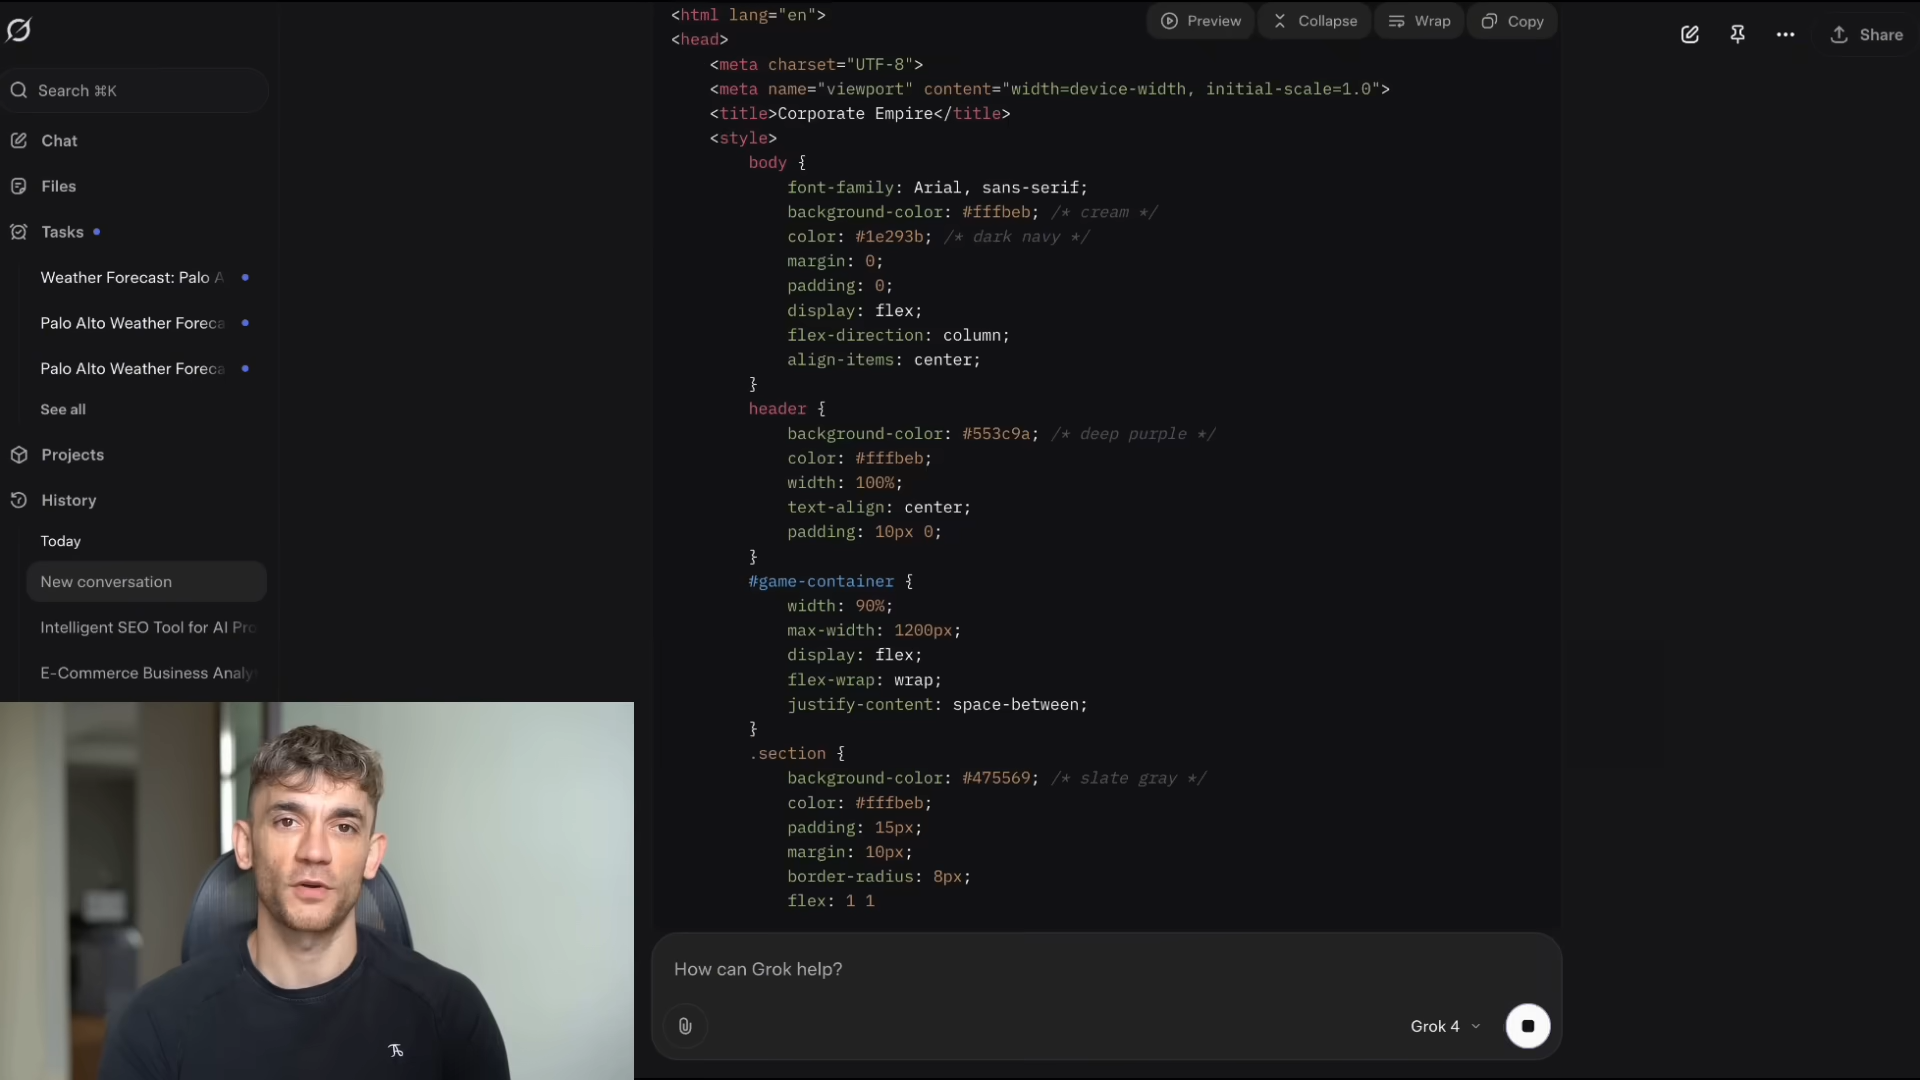 Search ⌘K
Chat
Files
Tasks
Weather Forecast: Palo A
Palo Alto Weather Foreca
Palo Alto Weather Foreca
See all
Projects
History
Today
New conversation
Intelligent SEO Tool for AI Pro
E-Commerce Business Analy
Preview
Collapse
Wrap
Copy
Share
<html lang="en">
<head>
    <meta charset="UTF-8">
    <meta name="viewport" content="width=device-width, initial-scale=1.0">
    <title>Corporate Empire</title>
    <style>
        body {
            font-family: Arial, sans-serif;
            background-color: #fffbeb; /* cream */
            color: #1e293b; /* dark navy */
            margin: 0;
            padding: 0;
            display: flex;
            flex-direction: column;
            align-items: center;
        }
        header {
            background-color: #553c9a; /* deep purple */
            color: #fffbeb;
            width: 100%;
            text-align: center;
            padding: 10px 0;
        }
        #game-container {
            width: 90%;
            max-width: 1200px;
            display: flex;
            flex-wrap: wrap;
            justify-content: space-between;
        }
        .section {
            background-color: #475569; /* slate gray */
            color: #fffbeb;
            padding: 15px;
            margin: 10px;
            border-radius: 8px;
            flex: 1 1
How can Grok help?
Grok 4